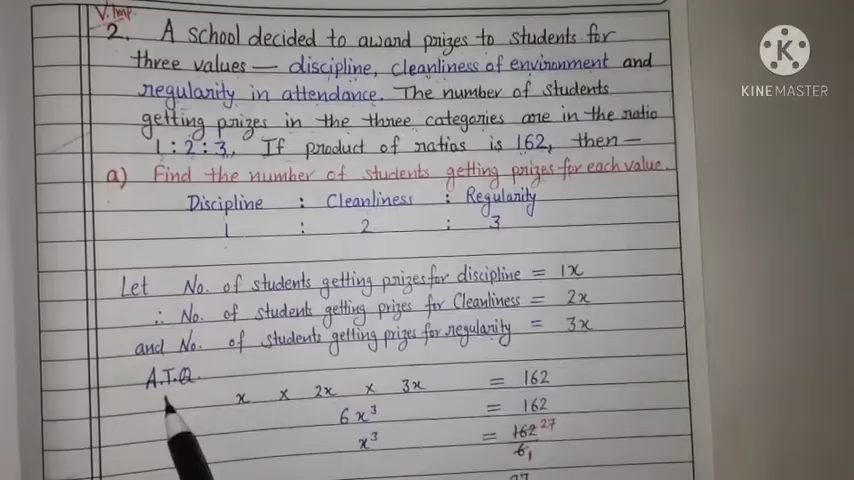 V. Imp
2. A school decided to award prizes to students for
three values — discipline, cleanliness of environment and
regularity in attendance. The number of students
getting prizes in the three categories are in the ratio
1:2:3. If product of ratios is 162, then —
a) Find the number of students getting prizes for each value.
Discipline : Cleanliness : Regularity
1 : 2 : 3
Let No. of students getting prizes for discipline = 1x
∴ No. of students getting prizes for Cleanliness = 2x
and No. of students getting prizes for regularity = 3x
A.T.Q.
x × 2x × 3x = 162
6x³ = 162
x³ = 162 27
6 1
27
K
KINEMASTER